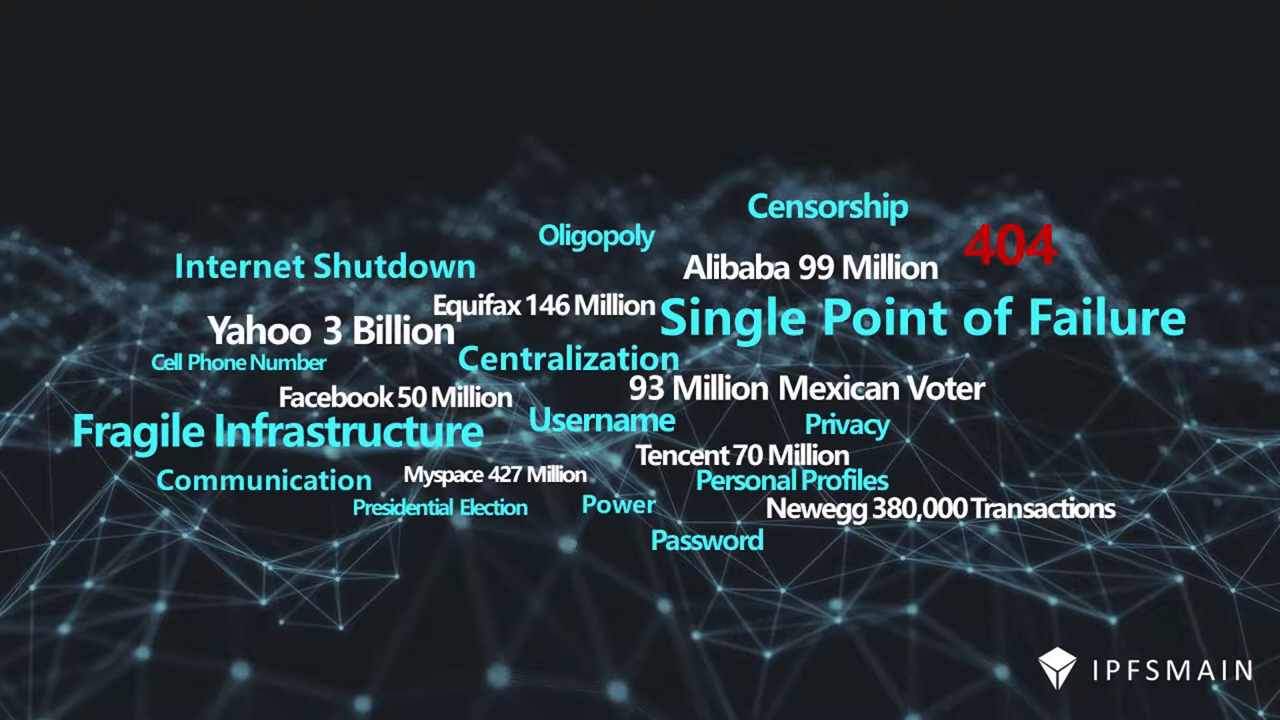 Censorship
Oligopoly
404
Internet Shutdown
Alibaba 99 Million
Equifax 146 Million
Single Point of Failure
Yahoo 3 Billion
Cell Phone Number
Centralization
Facebook 50 Million
93 Million Mexican Voter
Fragile Infrastructure
Username
Privacy
Tencent 70 Million
Communication
Myspace 427 Million
Personal Profiles
Presidential Election
Power
Newegg 380,000 Transactions
Password
IPFSMAIN